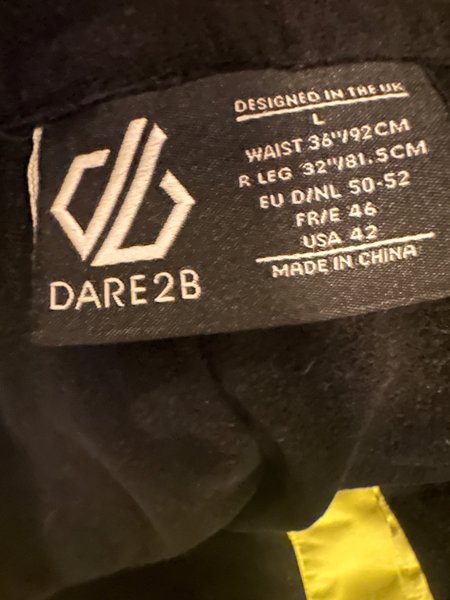 DESIGNED IN THE UK
L
WAIST 36"/92CM
R LEG 32"/81.5CM
EU D/NL 50-52
FR/E 46
USA 42
MADE IN CHINA
db
DARE2B